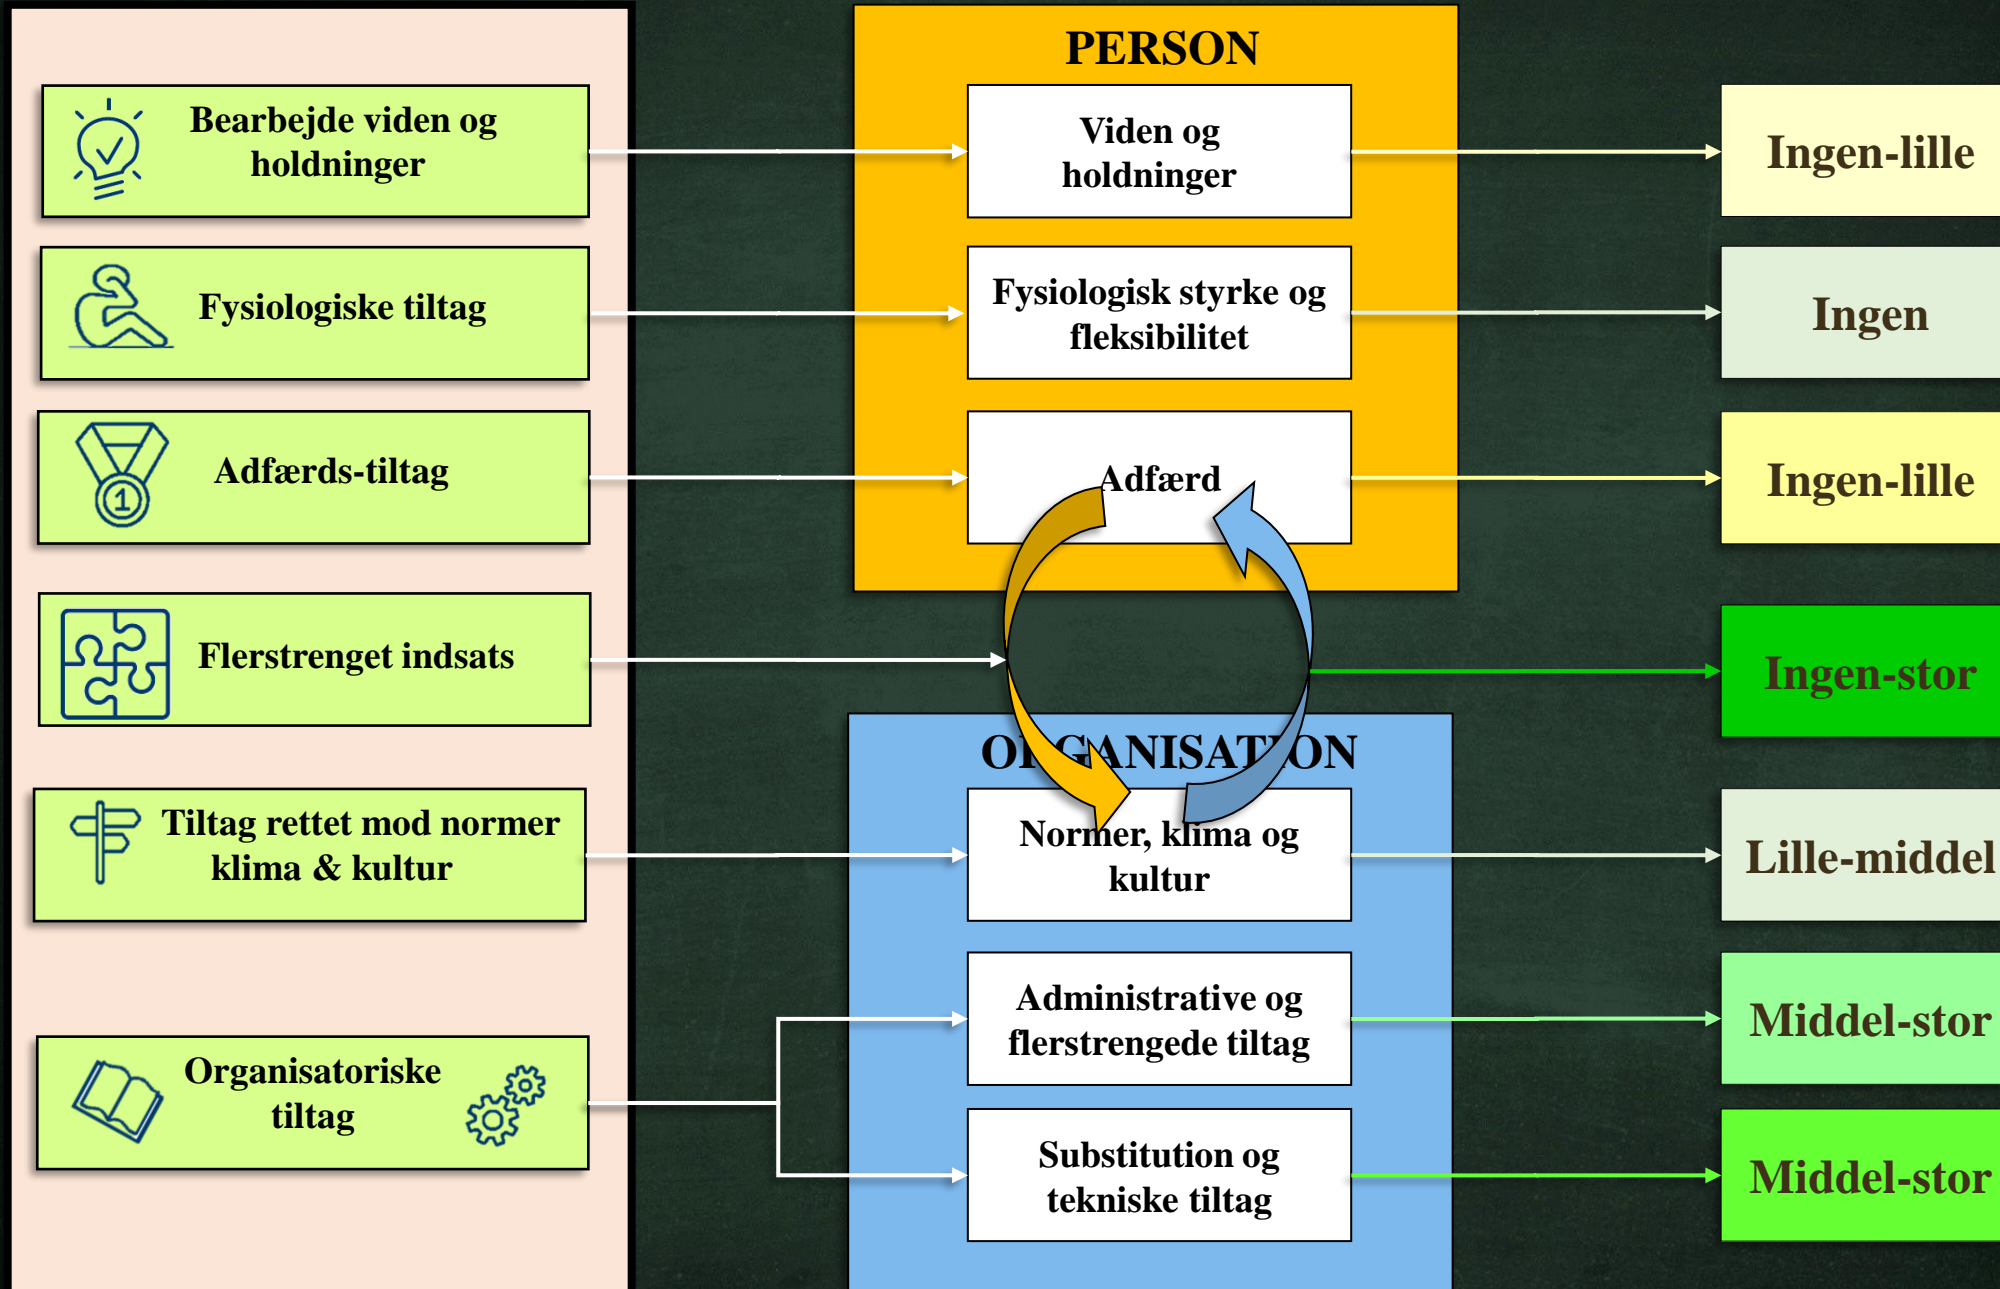 PERSON
Bearbejde viden og
holdninger
Viden og
holdninger
Ingen-lille
Fysiologiske tiltag
Fysiologisk styrke og
fleksibilitet
Ingen
Adfærds-tiltag
1
Adfærd
Ingen-lille
Flerstrenget indsats
Ingen-stor
ORGANISATION
Tiltag rettet mod normer
klima & kultur
Normer, klima og
kultur
Lille-middel
Administrative og
flerstrengede tiltag
Middel-stor
Organisatoriske
tiltag
Substitution og
tekniske tiltag
Middel-stor